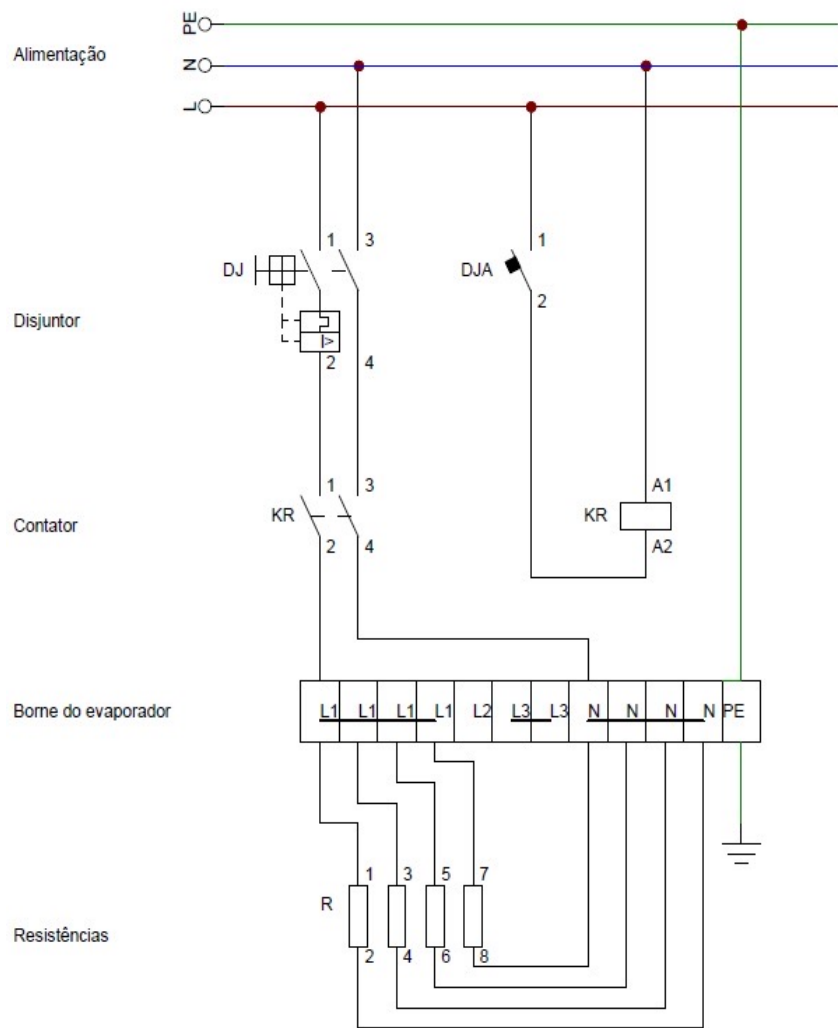 PE
Alimentação
N
L
1 3 1
DJ DJA
2
Disjuntor
I>
2 4
1 3 A1
KR KR
Contator
2 4 A2
Borne do evaporador L1 L1 L1 L1 L2 L3 L3 N N N N PE
1 3 5 7
R
Resistências
2 4 6 8